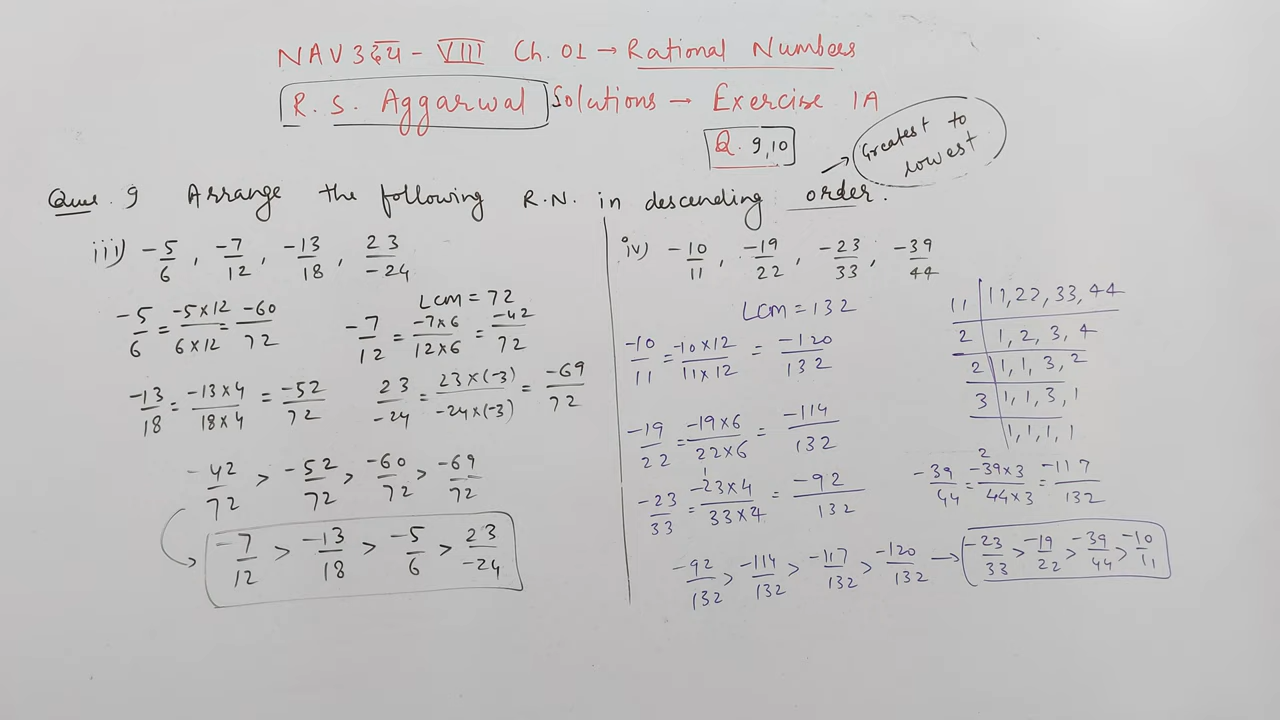 NAV उदय - VIII Ch. 01 → Rational Numbers
R. S. Aggarwal Solutions → Exercise 1A
Q. 9,10
Greatest to
lowest
Ques. 9 Arrange the following R.N. in descending order.
iii) -5/6, -7/12, -13/18, 23/-24
LCM = 72
-5/6 = -5×12/6×12 = -60/72
-7/12 = -7×6/12×6 = -42/72
-13/18 = -13×4/18×4 = -52/72
23/-24 = 23×(-3)/-24×(-3) = -69/72
-42/72 > -52/72 > -60/72 > -69/72
-7/12 > -13/18 > -5/6 > 23/-24
iv) -10/11, -19/22, -23/33, -39/44
LCM = 132
11 | 11, 22, 33, 44
2 | 1, 2, 3, 4
2 | 1, 1, 3, 2
3 | 1, 1, 3, 1
1, 1, 1, 1
-10/11 = -10×12/11×12 = -120/132
-19/22 = -19×6/22×6 = -114/132
-23/33 = -23×4/33×4 = -92/132
-39/44 = -39×3/44×3 = -117/132
-92/132 > -114/132 > -117/132 > -120/132 → -23/33 > -19/22 > -39/44 > -10/11